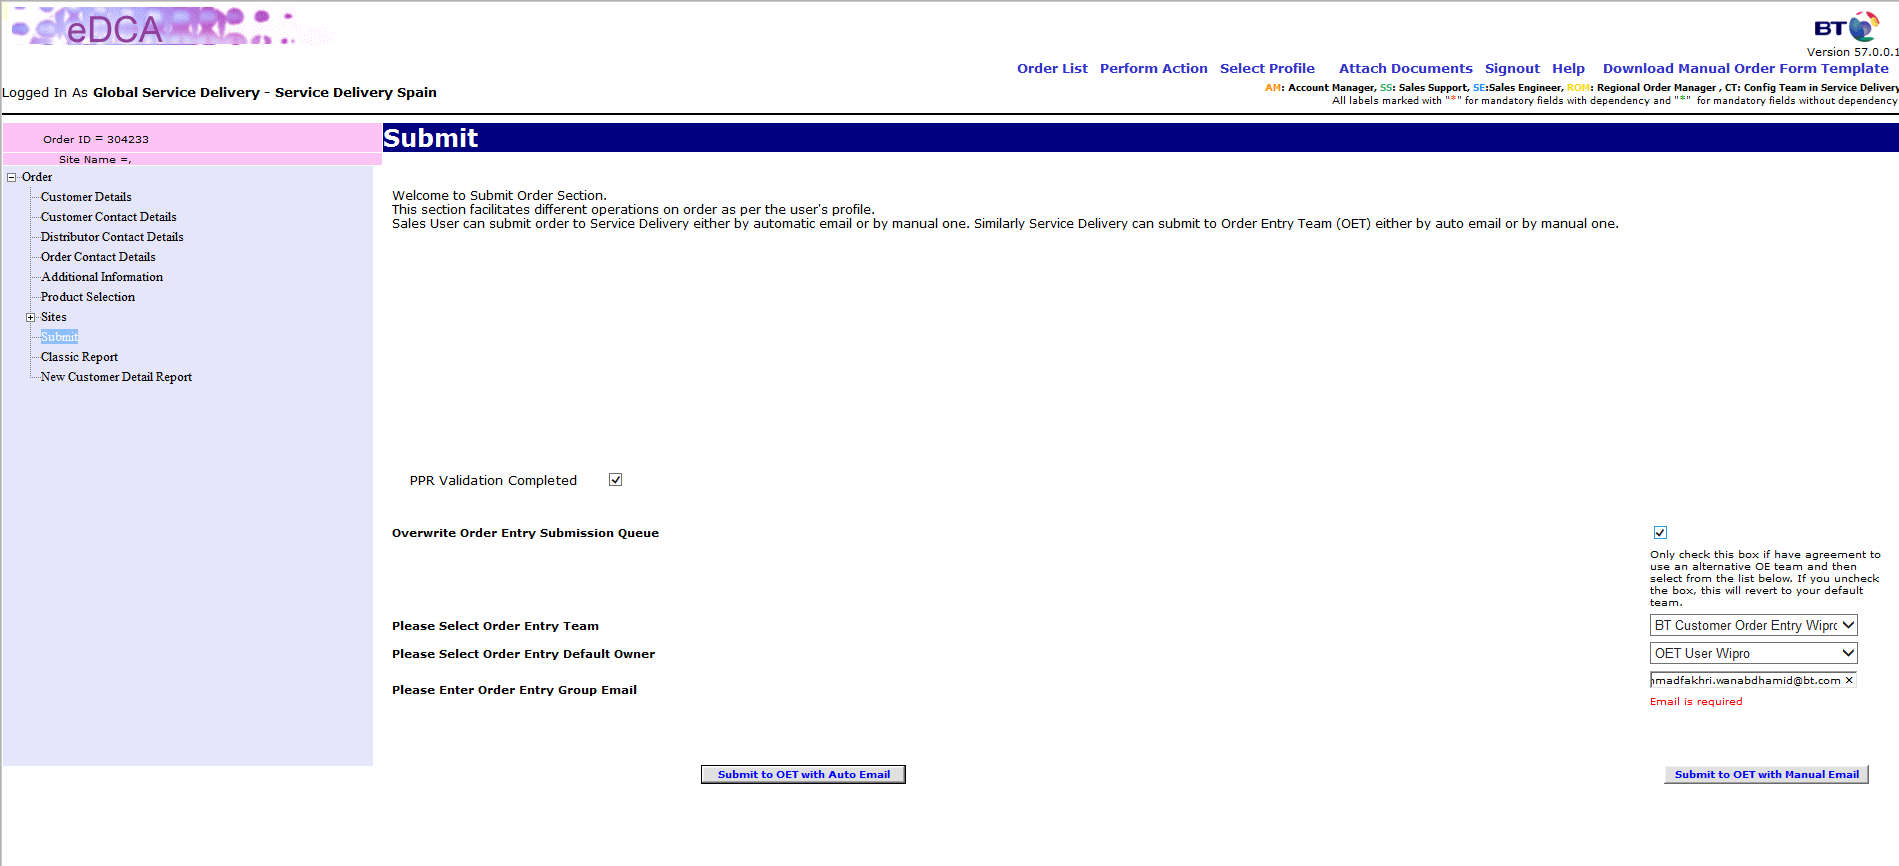 eDCA
BT
Version 57.0.0.1
Order List Perform Action Select Profile Attach Documents Signout Help Download Manual Order Form Template
Logged In As Global Service Delivery - Service Delivery Spain
AM: Account Manager, SS: Sales Support, SE:Sales Engineer, ROM: Regional Order Manager , CT: Config Team in Service Delivery
All labels marked with "*" for mandatory fields with dependency and "*" for mandatory fields without dependency
Order ID = 304233
Site Name =,
Submit
Order
Customer Details
Customer Contact Details
Distributor Contact Details
Order Contact Details
Additional Information
Product Selection
Sites
Submit
Classic Report
New Customer Detail Report
Welcome to Submit Order Section.
This section facilitates different operations on order as per the user's profile.
Sales User can submit order to Service Delivery either by automatic email or by manual one. Similarly Service Delivery can submit to Order Entry Team (OET) either by auto email or by manual one.
PPR Validation Completed
Overwrite Order Entry Submission Queue
Only check this box if have agreement to
use an alternative OE team and then
select from the list below. If you uncheck
the box, this will revert to your default
team.
Please Select Order Entry Team
BT Customer Order Entry Wipro
Please Select Order Entry Default Owner
OET User Wipro
Please Enter Order Entry Group Email
madfakhri.wanabdhamid@bt.com ×
Email is required
Submit to OET with Auto Email
Submit to OET with Manual Email